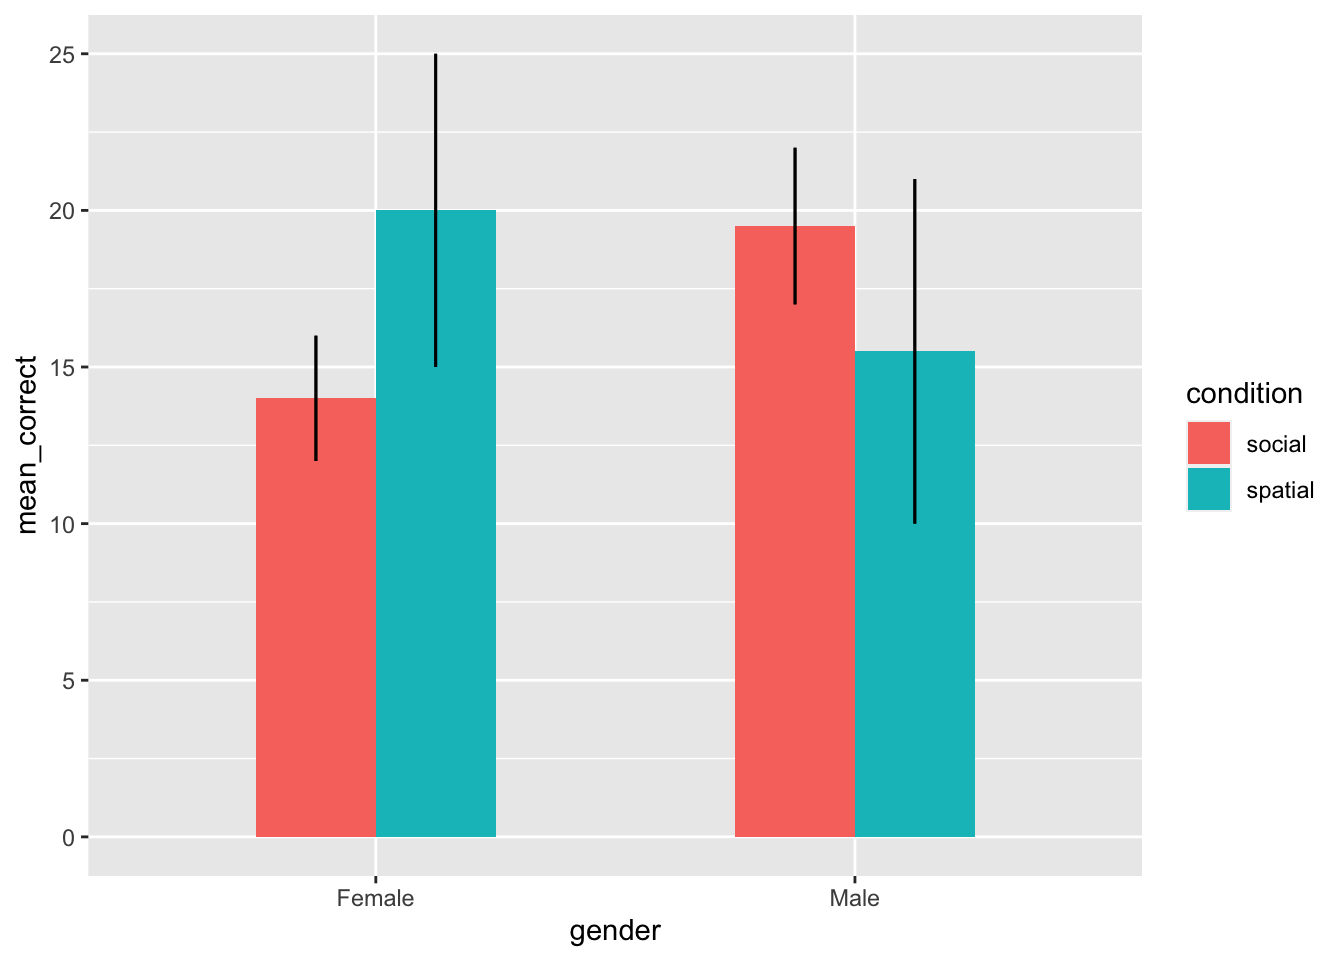 25
20
15
10
5
0
mean_correct
Female
Male
gender
condition
social
spatial